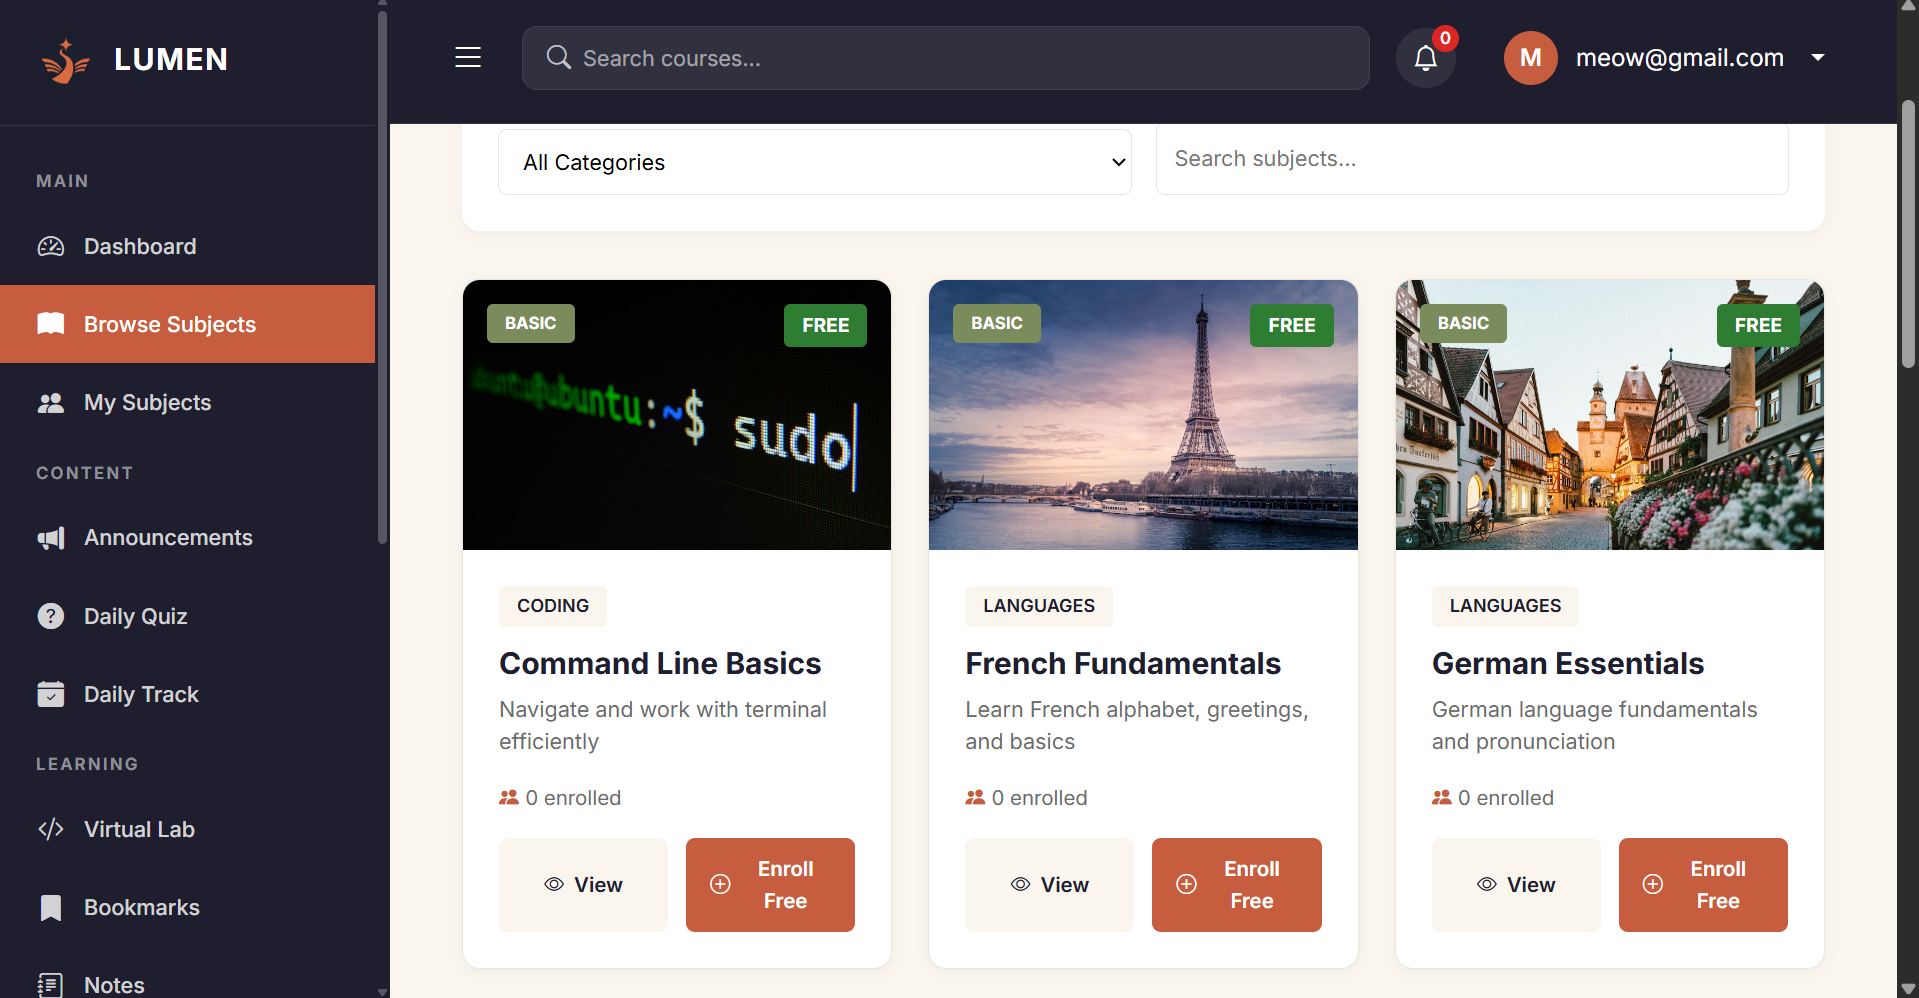 LUMEN
Search courses...
0
M
meow@gmail.com
MAIN
Dashboard
Browse Subjects
My Subjects
CONTENT
Announcements
Daily Quiz
Daily Track
LEARNING
Virtual Lab
Bookmarks
Notes
All Categories
Search subjects...
BASIC
FREE
ubuntu@ubuntu:~$ sudo
CODING
Command Line Basics
Navigate and work with terminal
efficiently
0 enrolled
View
Enroll
Free
BASIC
FREE
LANGUAGES
French Fundamentals
Learn French alphabet, greetings,
and basics
0 enrolled
View
Enroll
Free
BASIC
FREE
LANGUAGES
German Essentials
German language fundamentals
and pronunciation
0 enrolled
View
Enroll
Free